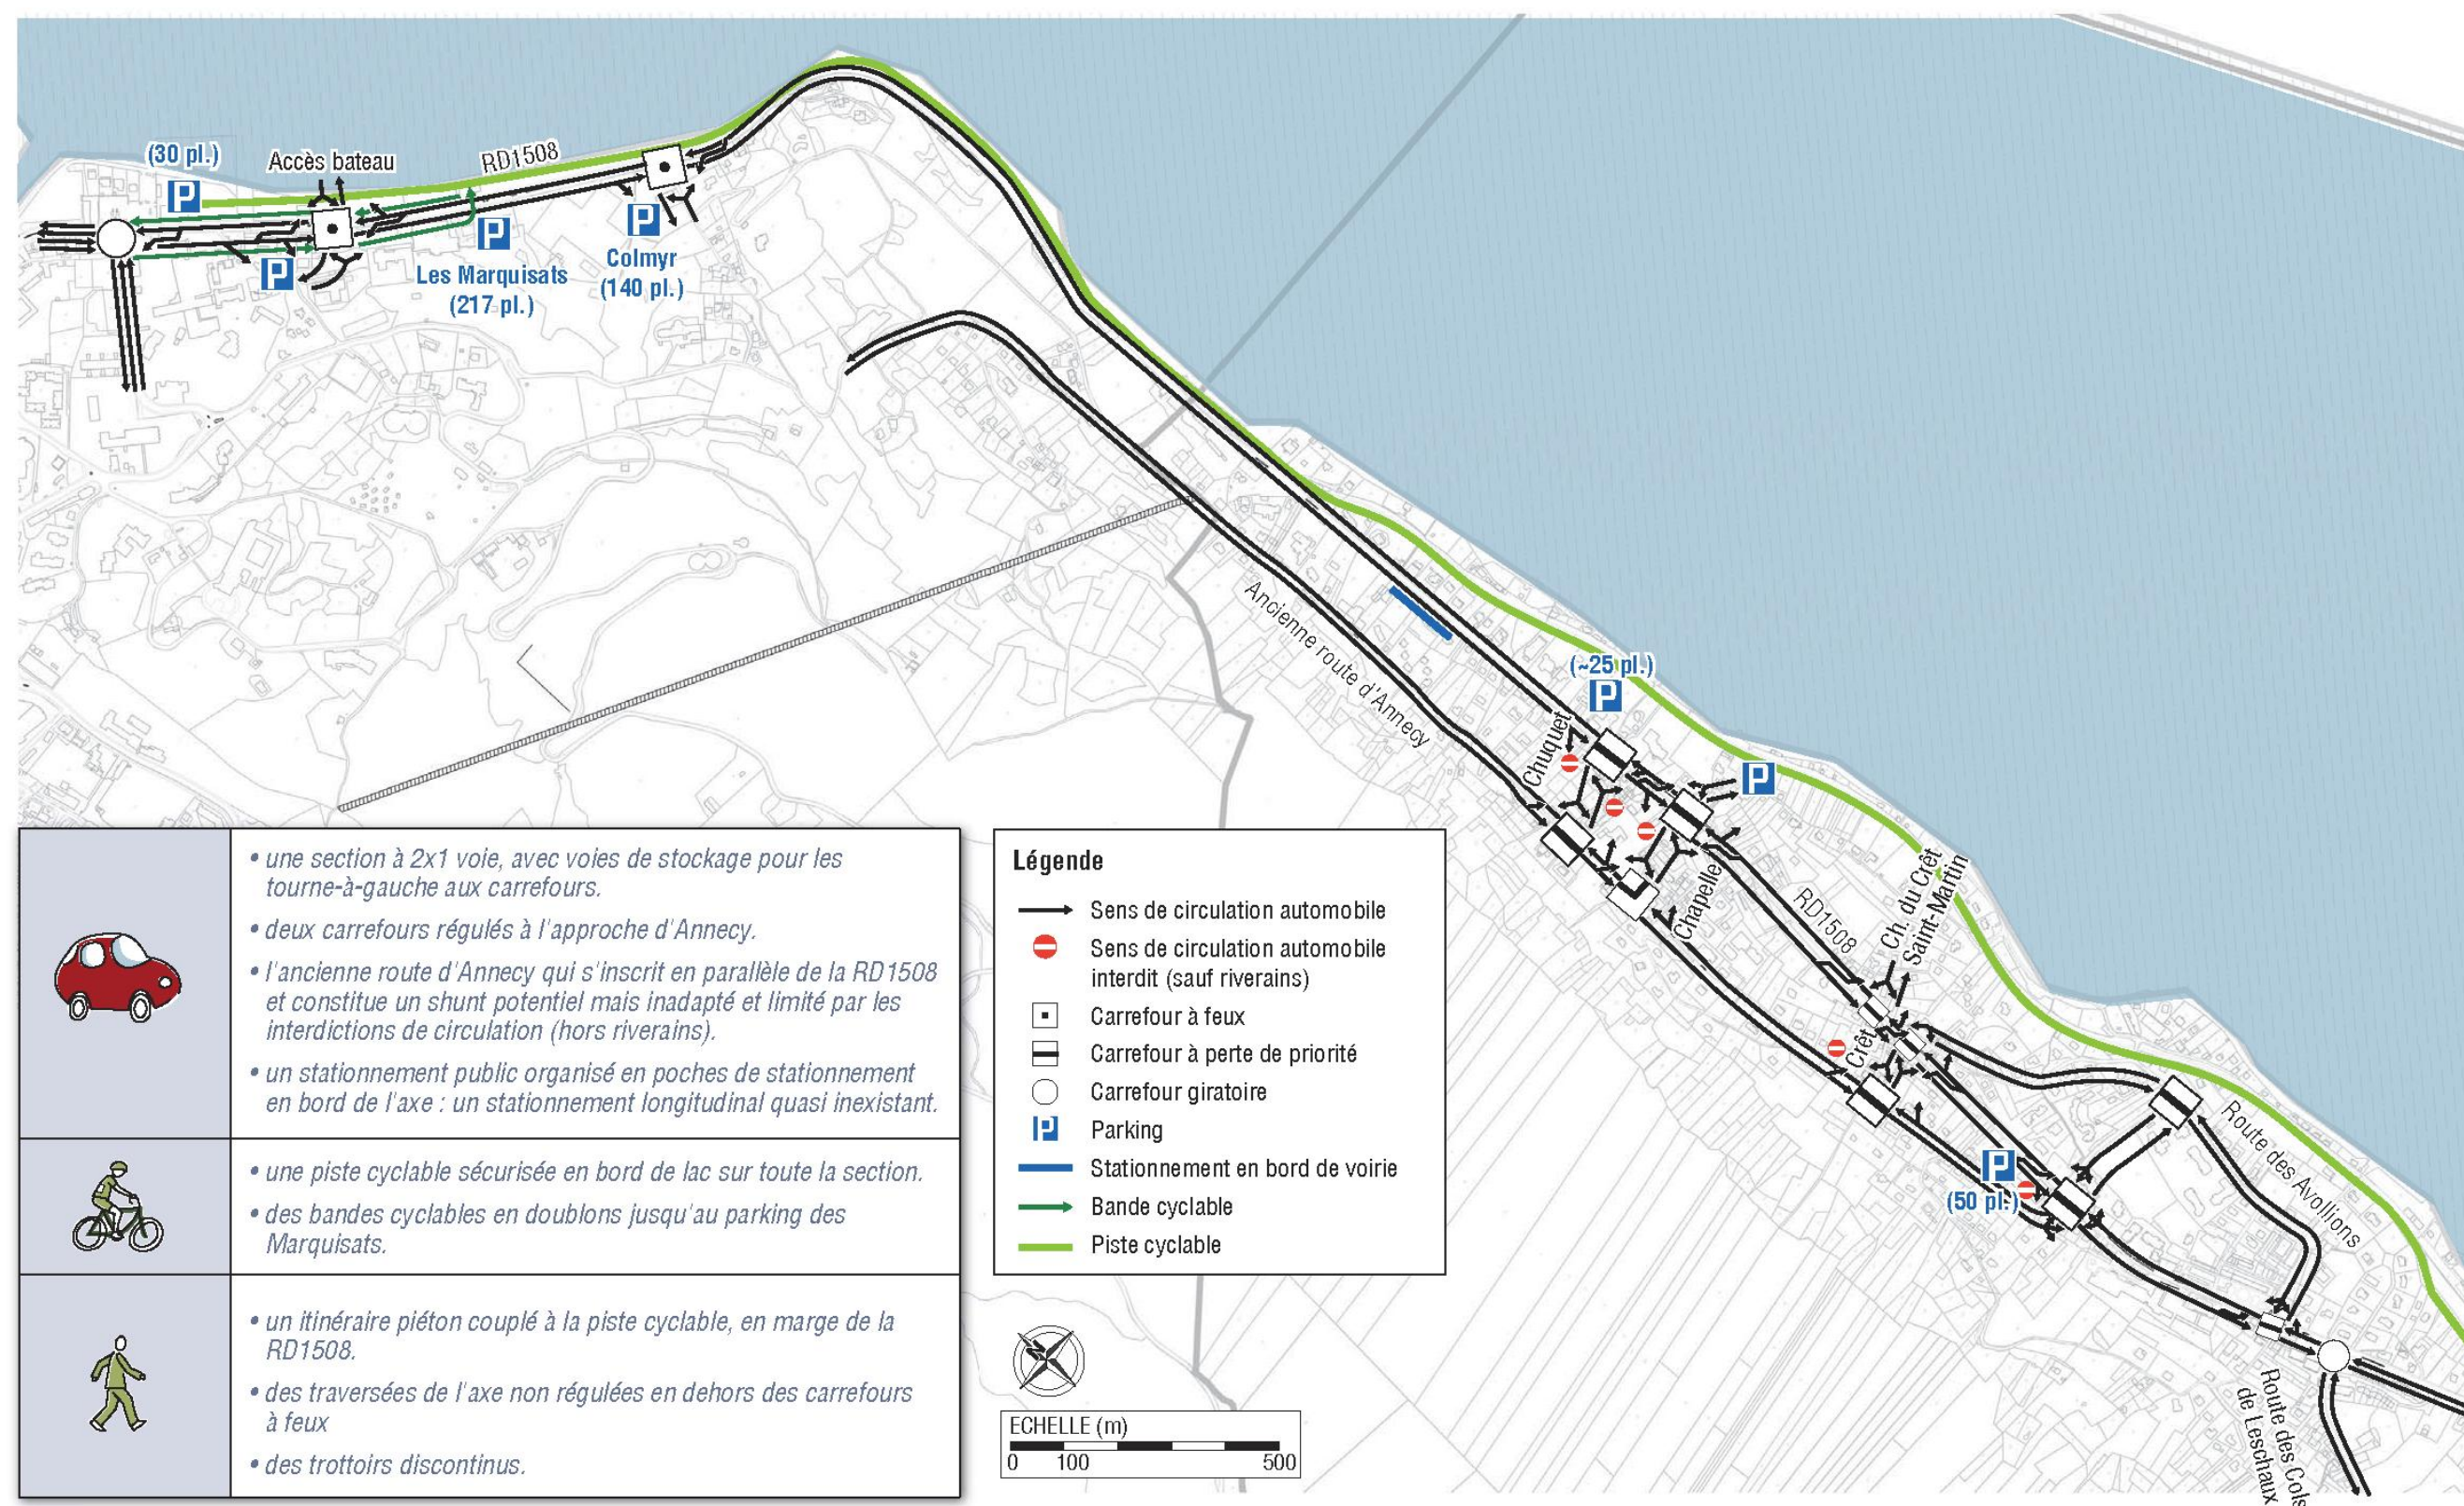 (30 pl.)
Accès bateau
RD1508
P
P
P
P
Les Marquisats
(217 pl.)
Colmyr
(140 pl.)
Ancienne route d'Annecy
(~25 pl.)
P
Chuquet
P
Chapelle
RD1508
Ch. du Crêt
Saint-Martin
Crêt
P
(50 pl.)
Route des Avollions
Route des Cols
de Leschaux
• une section à 2x1 voie, avec voies de stockage pour les
tourne-à-gauche aux carrefours.
• deux carrefours régulés à l'approche d'Annecy.
• l'ancienne route d'Annecy qui s'inscrit en parallèle de la RD1508
et constitue un shunt potentiel mais inadapté et limité par les
interdictions de circulation (hors riverains).
• un stationnement public organisé en poches de stationnement
en bord de l'axe : un stationnement longitudinal quasi inexistant.
• une piste cyclable sécurisée en bord de lac sur toute la section.
• des bandes cyclables en doublons jusqu'au parking des
Marquisats.
• un itinéraire piéton couplé à la piste cyclable, en marge de la
RD1508.
• des traversées de l'axe non régulées en dehors des carrefours
à feux
• des trottoirs discontinus.
Légende
Sens de circulation automobile
Sens de circulation automobile
interdit (sauf riverains)
Carrefour à feux
Carrefour à perte de priorité
Carrefour giratoire
P Parking
Stationnement en bord de voirie
Bande cyclable
Piste cyclable
N
ECHELLE (m)
0 100 500